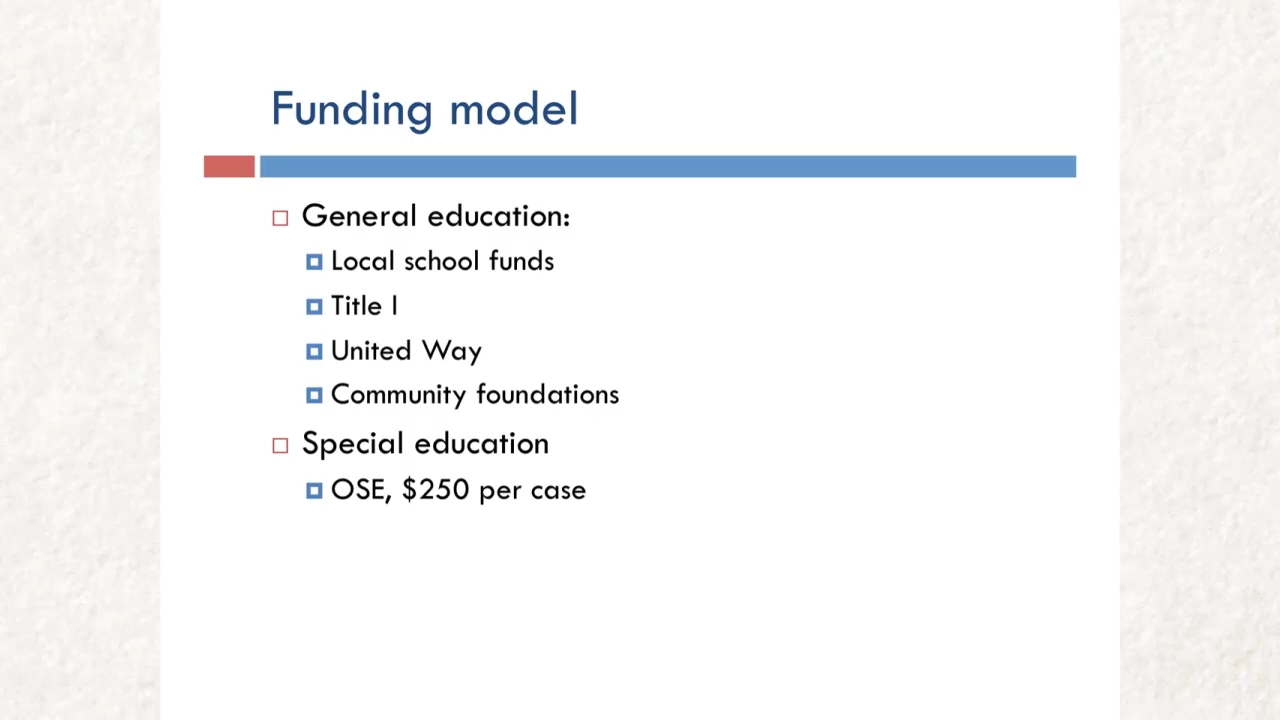 Funding model
General education:
Local school funds
Title I
United Way
Community foundations
Special education
OSE, $250 per case